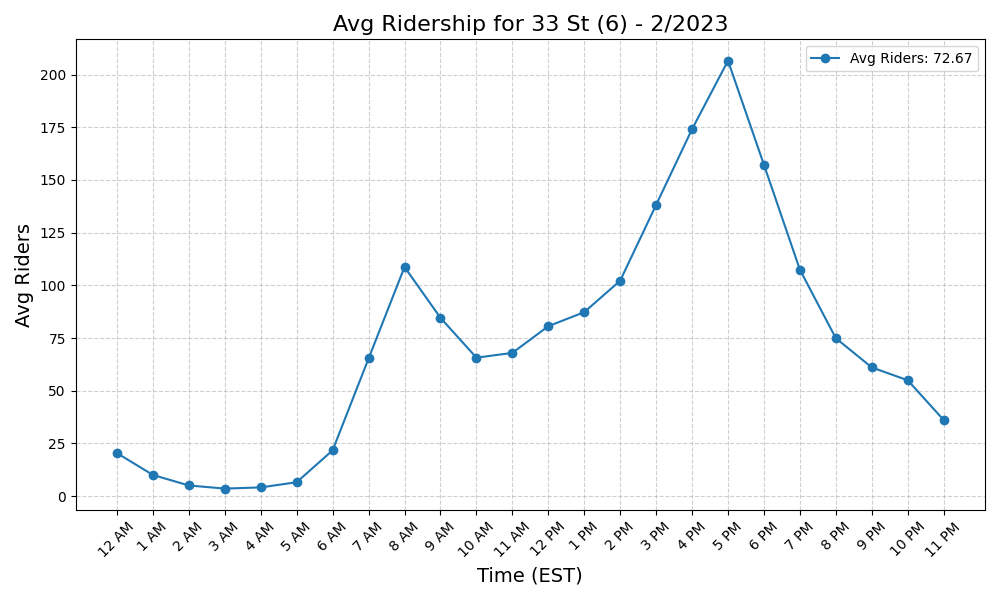 Avg Ridership for 33 St (6) - 2/2023
Avg Riders: 72.67
Avg Riders
200
175
150
125
100
75
50
25
0
12 AM
1 AM
2 AM
3 AM
4 AM
5 AM
6 AM
7 AM
8 AM
9 AM
10 AM
11 AM
12 PM
1 PM
2 PM
3 PM
4 PM
5 PM
6 PM
7 PM
8 PM
9 PM
10 PM
11 PM
Time (EST)